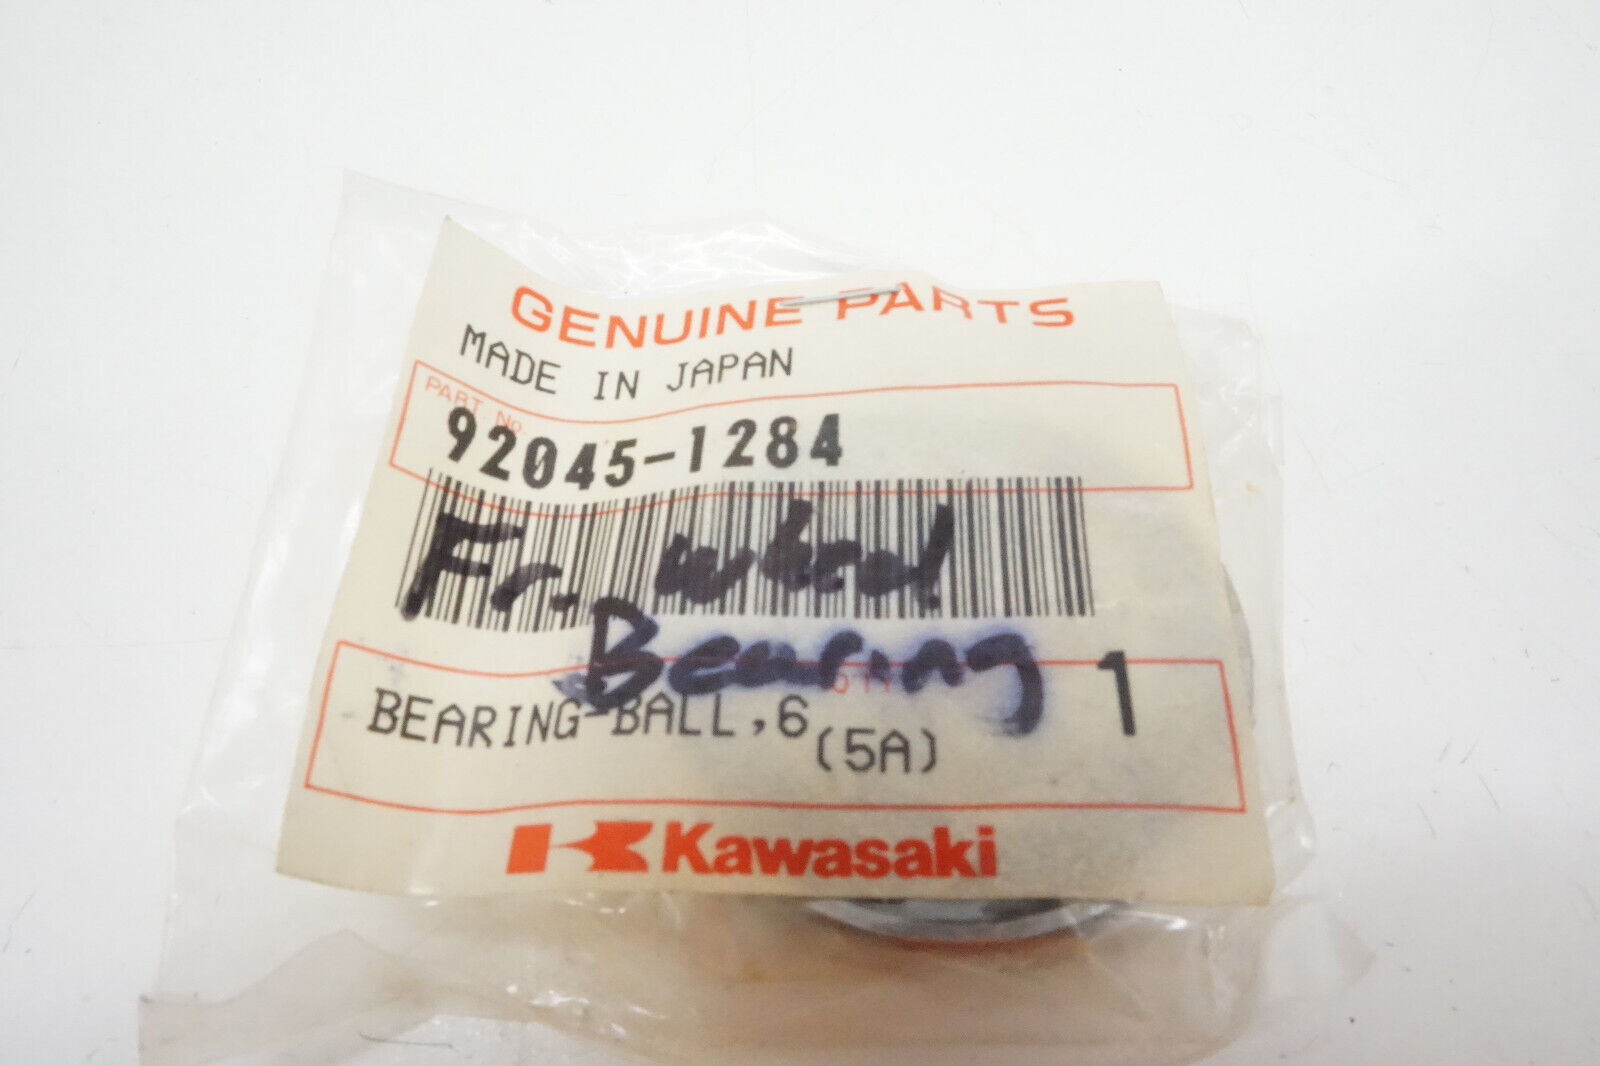 GENUINE PARTS
MADE IN JAPAN
PART No.
92045-1284
Fr. wheel
Bearing
BEARING-BALL,6
(5A)
1
Kawasaki